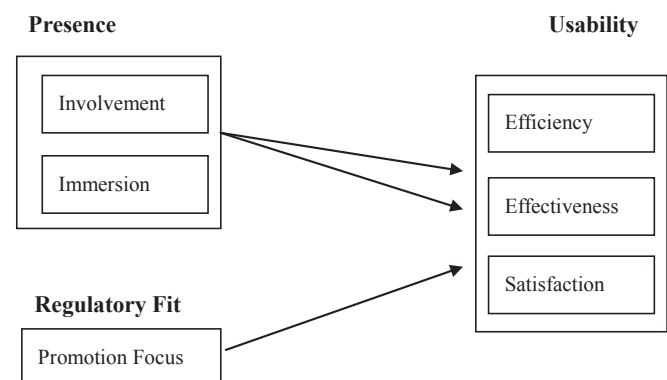 Presence
Usability
Involvement
Immersion
Efficiency
Effectiveness
Satisfaction
Regulatory Fit
Promotion Focus